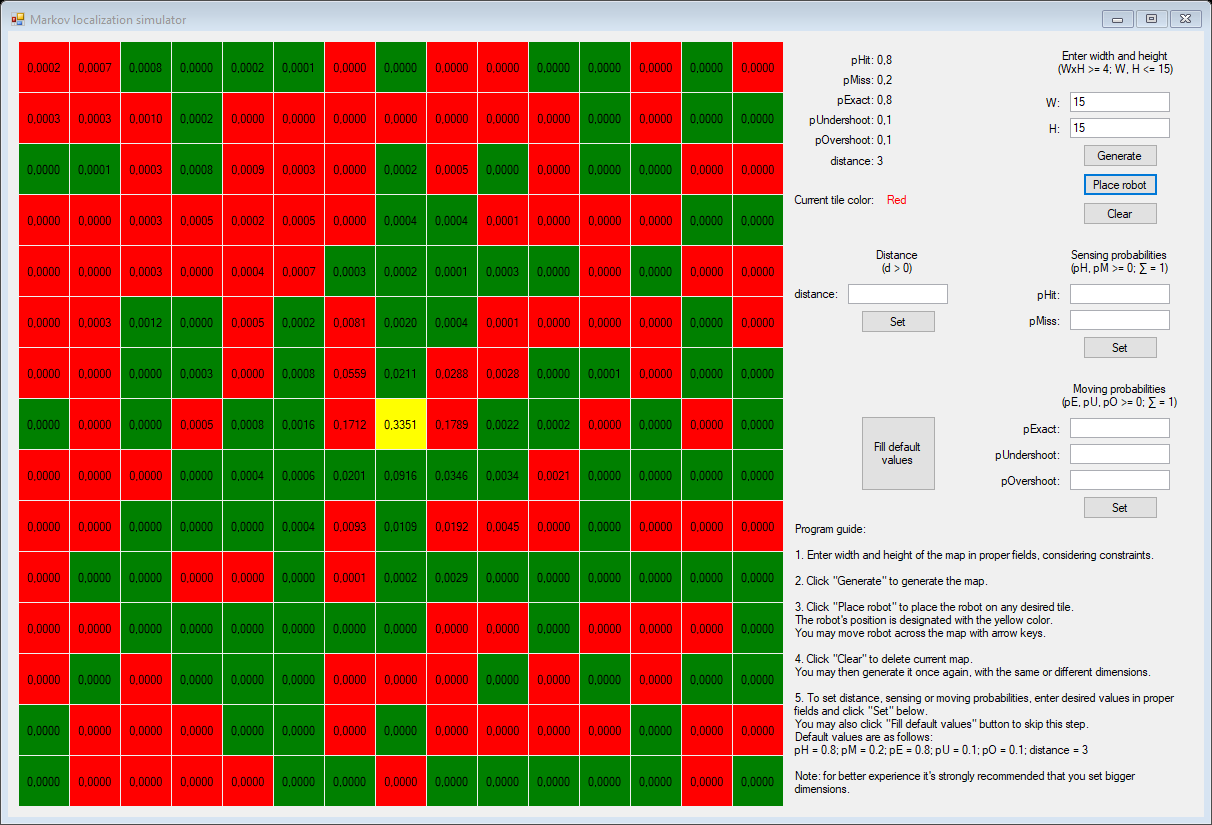 Markov localization simulator
0,0002 0,0007 0,0008 0,0000 0,0002 0,0001 0,0000 0,0000 0,0000 0,0000 0,0000 0,0000 0,0000 0,0000 0,0000
0,0003 0,0003 0,0010 0,0002 0,0000 0,0000 0,0000 0,0000 0,0000 0,0000 0,0000 0,0000 0,0000 0,0000 0,0000
0,0000 0,0001 0,0003 0,0008 0,0009 0,0003 0,0000 0,0002 0,0005 0,0000 0,0000 0,0000 0,0000 0,0000 0,0000
0,0000 0,0000 0,0003 0,0005 0,0002 0,0005 0,0000 0,0004 0,0004 0,0001 0,0000 0,0000 0,0000 0,0000 0,0000
0,0000 0,0000 0,0003 0,0000 0,0004 0,0007 0,0003 0,0002 0,0001 0,0003 0,0000 0,0000 0,0000 0,0000 0,0000
0,0000 0,0003 0,0012 0,0000 0,0005 0,0002 0,0081 0,0020 0,0004 0,0001 0,0000 0,0000 0,0000 0,0000 0,0000
0,0000 0,0000 0,0000 0,0003 0,0000 0,0008 0,0559 0,0211 0,0288 0,0028 0,0000 0,0001 0,0000 0,0000 0,0000
0,0000 0,0000 0,0000 0,0005 0,0008 0,0016 0,1712 0,3351 0,1789 0,0022 0,0002 0,0000 0,0000 0,0000 0,0000
0,0000 0,0000 0,0000 0,0000 0,0004 0,0006 0,0201 0,0916 0,0346 0,0034 0,0021 0,0000 0,0000 0,0000 0,0000
0,0000 0,0000 0,0000 0,0000 0,0000 0,0004 0,0093 0,0109 0,0192 0,0045 0,0000 0,0000 0,0000 0,0000 0,0000
0,0000 0,0000 0,0000 0,0000 0,0000 0,0000 0,0001 0,0002 0,0029 0,0000 0,0000 0,0000 0,0000 0,0000 0,0000
0,0000 0,0000 0,0000 0,0000 0,0000 0,0000 0,0000 0,0000 0,0000 0,0000 0,0000 0,0000 0,0000 0,0000 0,0000
0,0000 0,0000 0,0000 0,0000 0,0000 0,0000 0,0000 0,0000 0,0000 0,0000 0,0000 0,0000 0,0000 0,0000 0,0000
0,0000 0,0000 0,0000 0,0000 0,0000 0,0000 0,0000 0,0000 0,0000 0,0000 0,0000 0,0000 0,0000 0,0000 0,0000
0,0000 0,0000 0,0000 0,0000 0,0000 0,0000 0,0000 0,0000 0,0000 0,0000 0,0000 0,0000 0,0000 0,0000 0,0000
pHit: 0,8
pMiss: 0,2
pExact: 0,8
pUndershoot: 0,1
pOvershoot: 0,1
distance: 3
Current tile color: Red
Enter width and height
(WxH >= 4; W, H <= 15)
W: 15
H: 15
Generate
Place robot
Clear
Distance
(d > 0)
distance:
Set
Sensing probabilities
(pH, pM >= 0; ∑ = 1)
pHit:
pMiss:
Set
Moving probabilities
(pE, pU, pO >= 0; ∑ = 1)
pExact:
pUndershoot:
pOvershoot:
Set
Fill default
values
Program guide:
1. Enter width and height of the map in proper fields, considering constraints.
2. Click "Generate" to generate the map.
3. Click "Place robot" to place the robot on any desired tile.
The robot's position is designated with the yellow color.
You may move robot across the map with arrow keys.
4. Click "Clear" to delete current map.
You may then generate it once again, with the same or different dimensions.
5. To set distance, sensing or moving probabilities, enter desired values in proper
fields and click "Set" below.
You may also click "Fill default values" button to skip this step.
Default values are as follows:
pH = 0.8; pM = 0.2; pE = 0.8; pU = 0.1; pO = 0.1; distance = 3
Note: for better experience it's strongly recommended that you set bigger
dimensions.